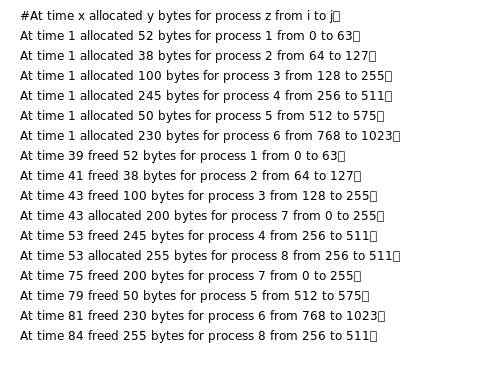 #At time x allocated y bytes for process z from i to j
At time 1 allocated 52 bytes for process 1 from 0 to 63
At time 1 allocated 38 bytes for process 2 from 64 to 127
At time 1 allocated 100 bytes for process 3 from 128 to 255
At time 1 allocated 245 bytes for process 4 from 256 to 511
At time 1 allocated 50 bytes for process 5 from 512 to 575
At time 1 allocated 230 bytes for process 6 from 768 to 1023
At time 39 freed 52 bytes for process 1 from 0 to 63
At time 41 freed 38 bytes for process 2 from 64 to 127
At time 43 freed 100 bytes for process 3 from 128 to 255
At time 43 allocated 200 bytes for process 7 from 0 to 255
At time 53 freed 245 bytes for process 4 from 256 to 511
At time 53 allocated 255 bytes for process 8 from 256 to 511
At time 75 freed 200 bytes for process 7 from 0 to 255
At time 79 freed 50 bytes for process 5 from 512 to 575
At time 81 freed 230 bytes for process 6 from 768 to 1023
At time 84 freed 255 bytes for process 8 from 256 to 511